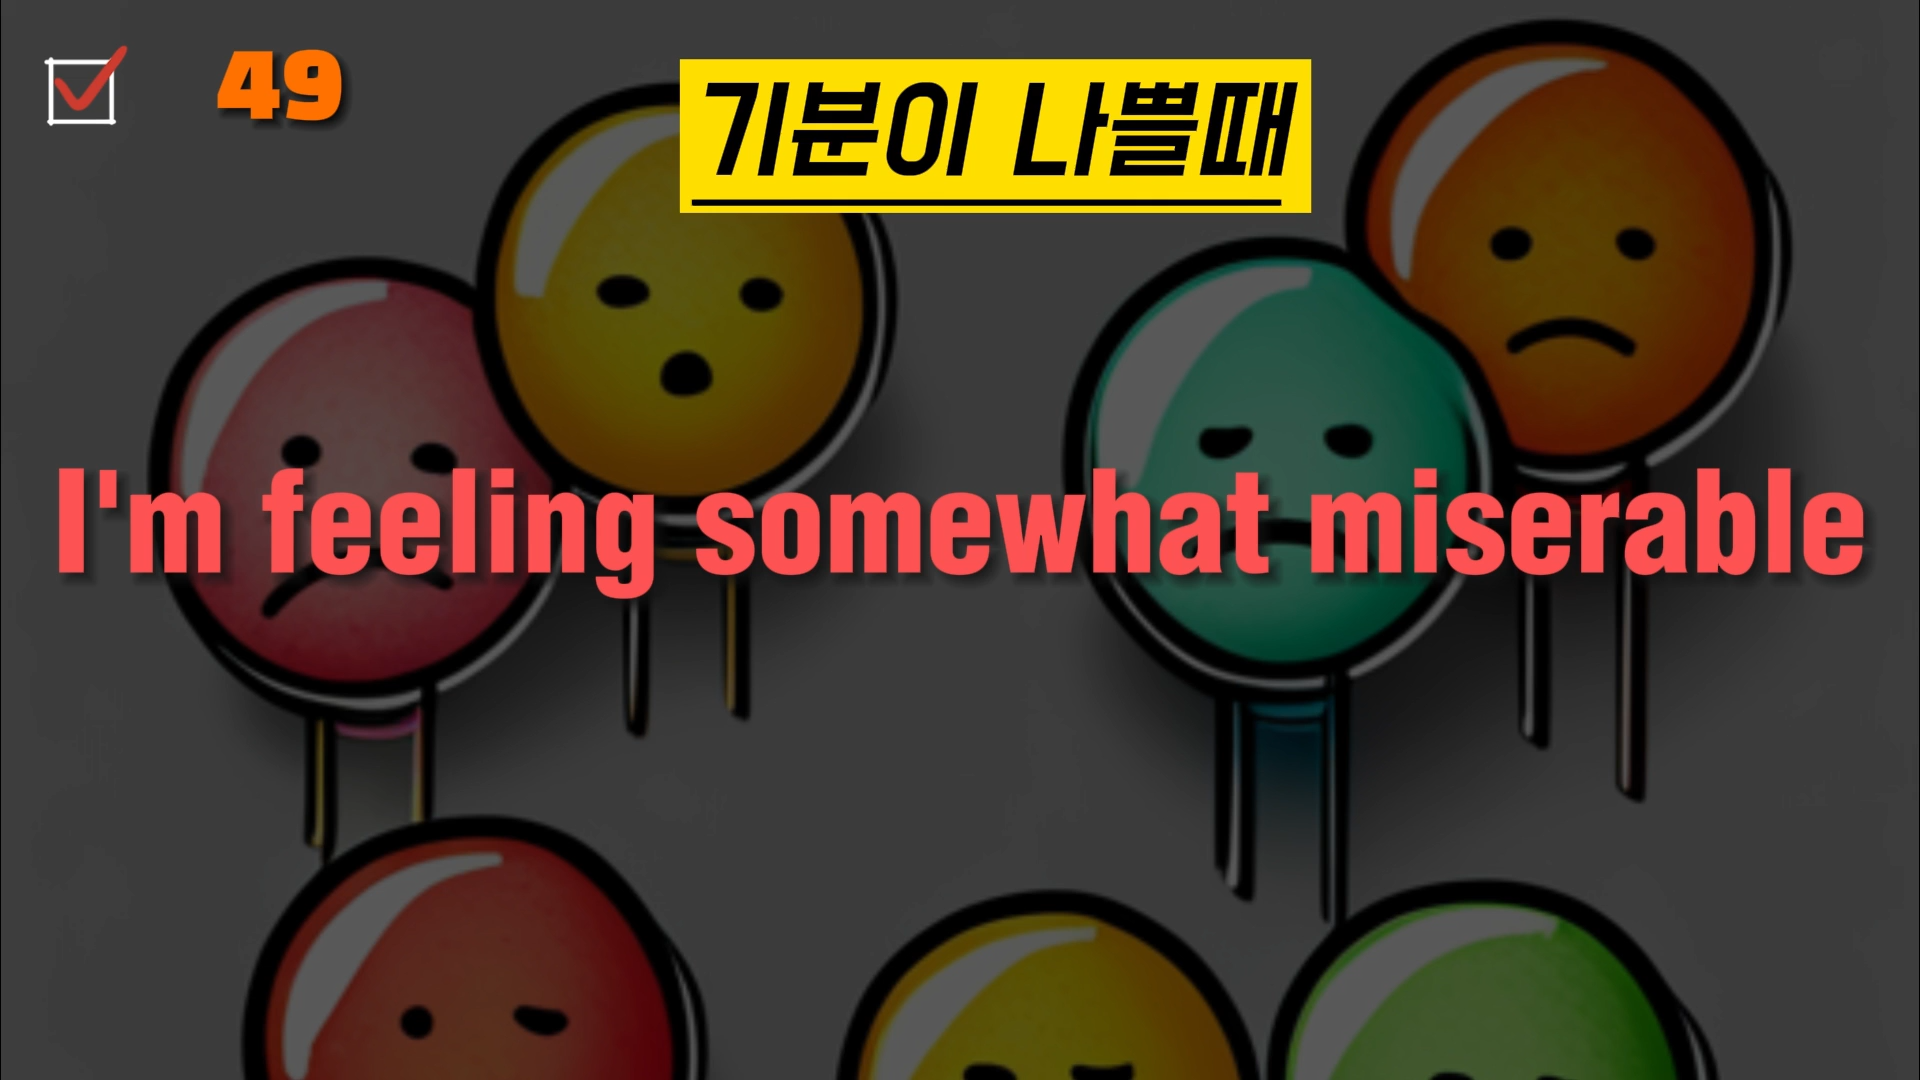 49
기분이 나쁠때
I'm feeling somewhat miserable